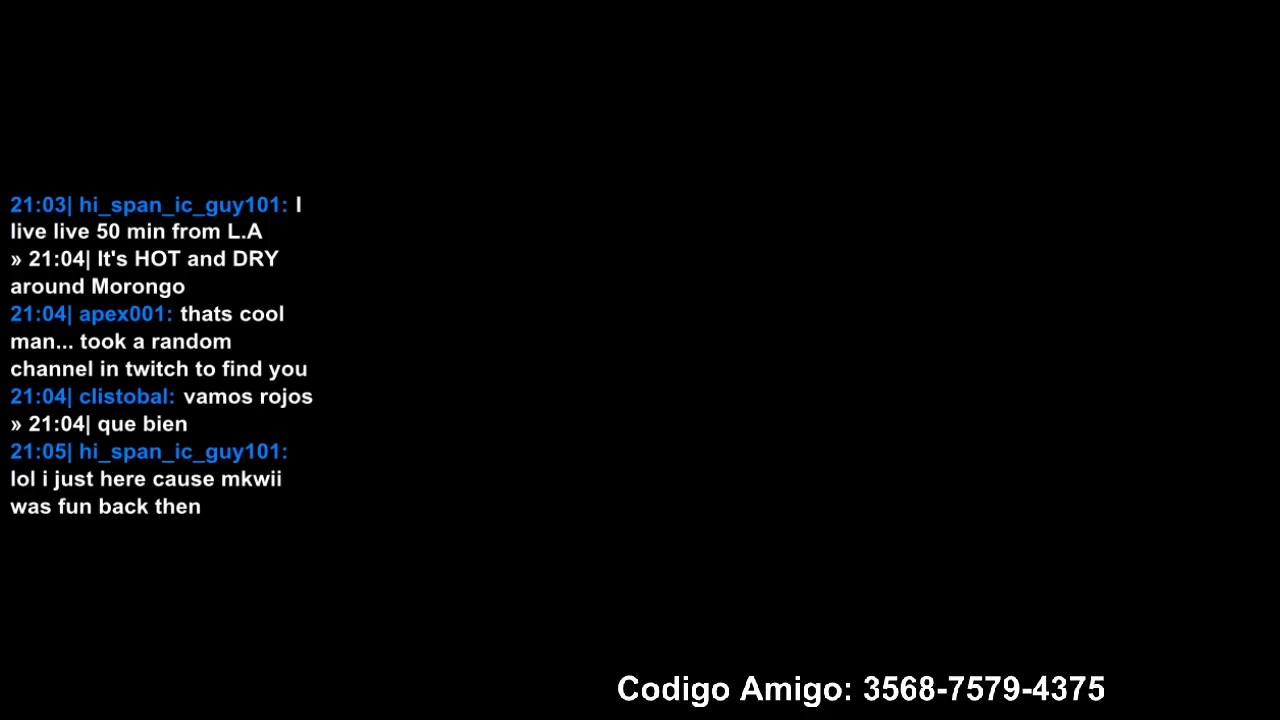 21:03| hi_span_ic_guy101: I
live live 50 min from L.A
» 21:04| It's HOT and DRY
around Morongo
21:04| apex001: thats cool
man... took a random
channel in twitch to find you
21:04| clistobal: vamos rojos
» 21:04| que bien
21:05| hi_span_ic_guy101:
lol i just here cause mkwii
was fun back then
Codigo Amigo: 3568-7579-4375